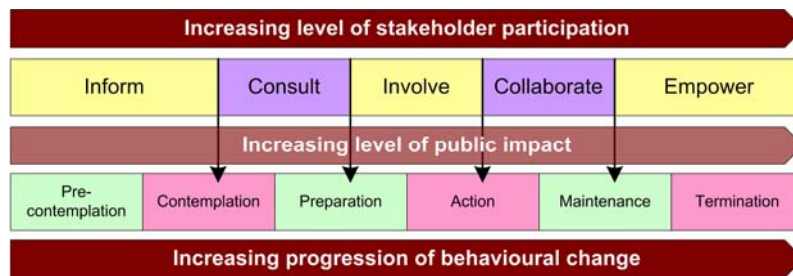 Increasing level of stakeholder participation
Inform Consult Involve Collaborate Empower
Increasing level of public impact
Pre-
contemplation Contemplation Preparation Action Maintenance Termination
Increasing progression of behavioural change